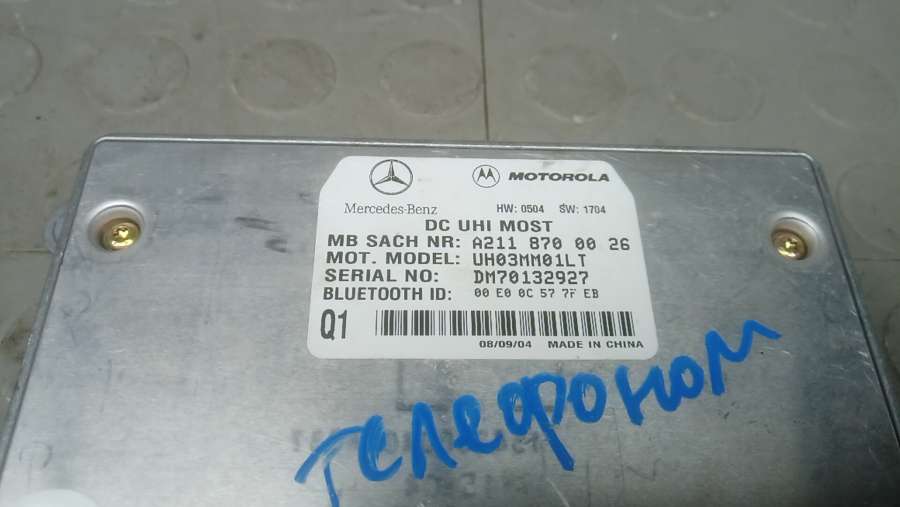 MOTOROLA
Mercedes-Benz HW: 0504 SW: 1704
DC UHI MOST
MB SACH NR: A211 870 00 26
MOT. MODEL: UH03MM01LT
SERIAL NO: DM70132927
BLUETOOTH ID: 00 E0 0C 57 7F EB
Q1
08/09/04 MADE IN CHINA
телефоном